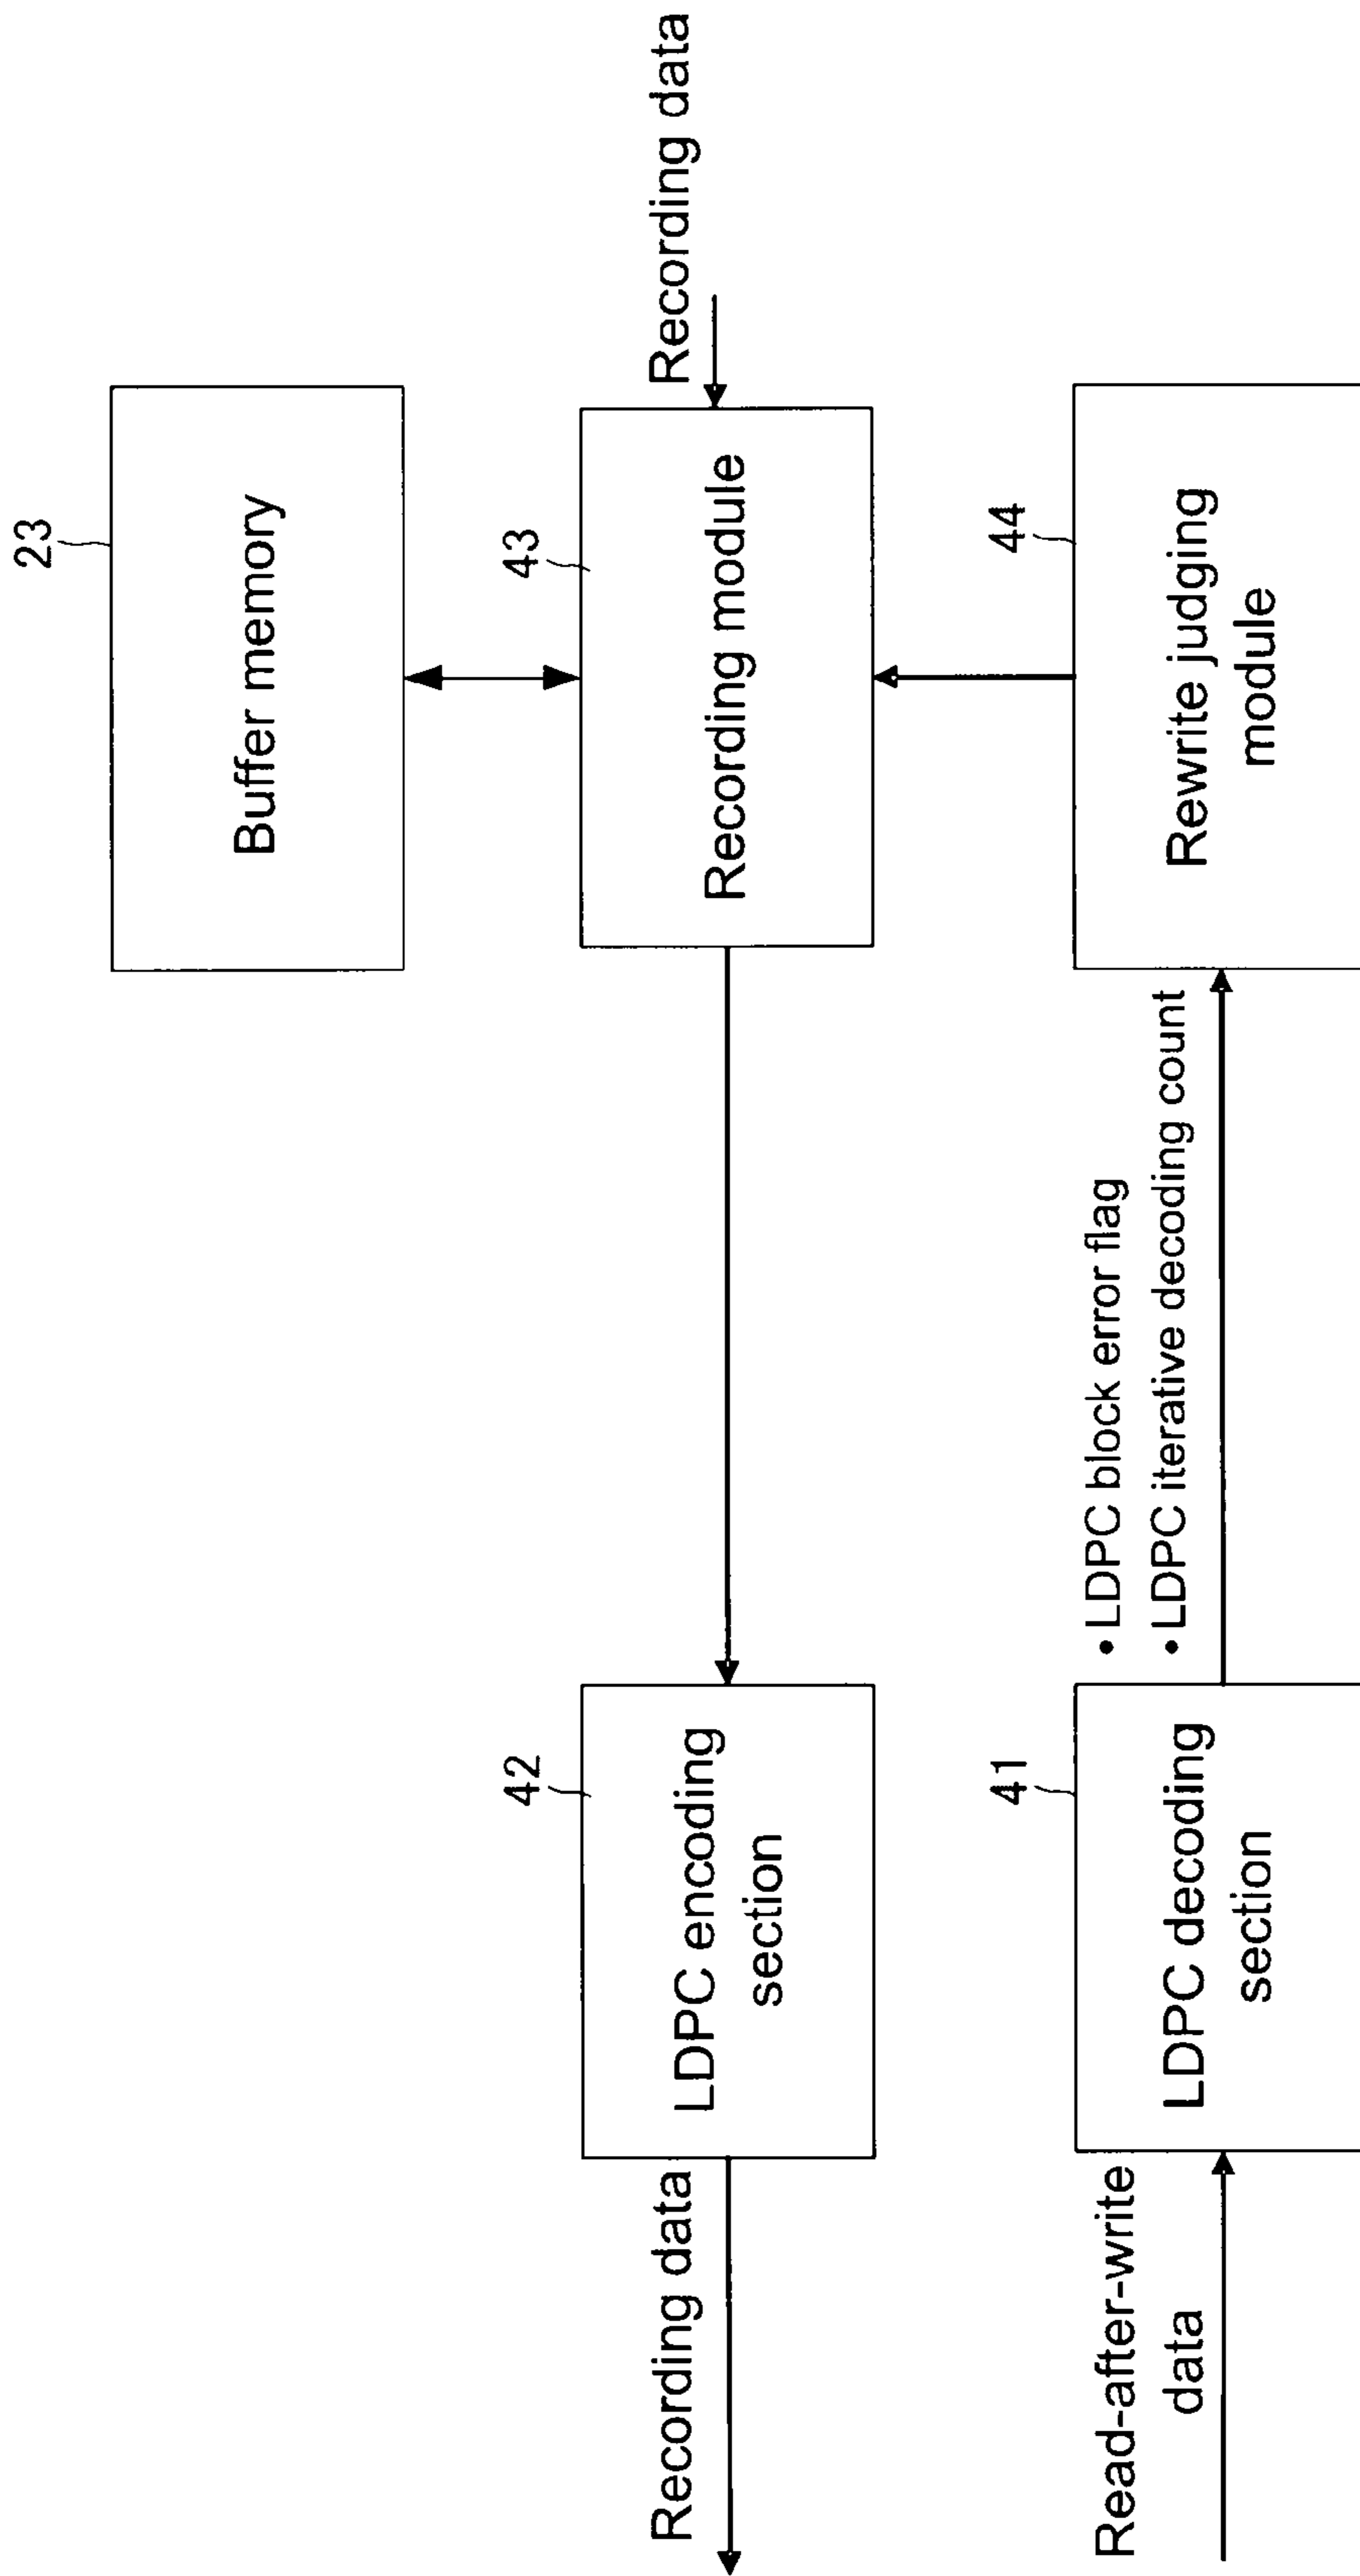 23
Buffer memory
Recording data
42
LDPC encoding
section
43
Recording module
Recording data
Read-after-write
data
41
LDPC decoding
section
• LDPC block error flag
• LDPC iterative decoding count
44
Rewrite judging
module